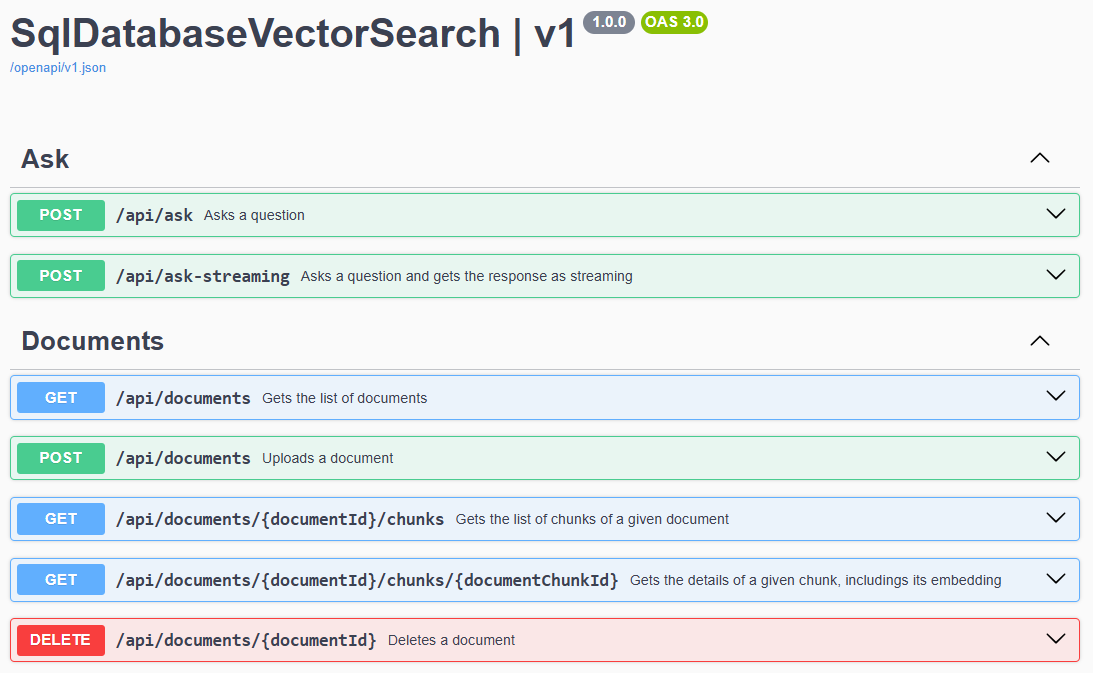 SqlDatabaseVectorSearch | v1 1.0.0 OAS 3.0
/openapi/v1.json
Ask
POST /api/ask Asks a question
POST /api/ask-streaming Asks a question and gets the response as streaming
Documents
GET /api/documents Gets the list of documents
POST /api/documents Uploads a document
GET /api/documents/{documentId}/chunks Gets the list of chunks of a given document
GET /api/documents/{documentId}/chunks/{documentChunkId} Gets the details of a given chunk, includings its embedding
DELETE /api/documents/{documentId} Deletes a document